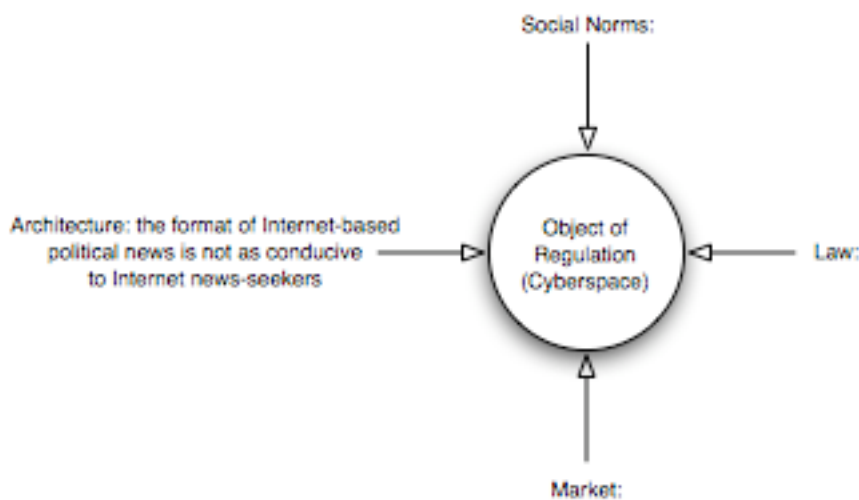 Social Norms:
Architecture: the format of Internet-based
political news is not as conducive
to Internet news-seekers
Object of
Regulation
(Cyberspace)
Law:
Market: